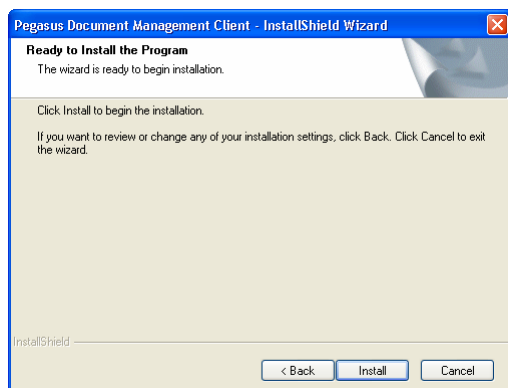 Pegasus Document Management Client - InstallShield Wizard
Ready to Install the Program
The wizard is ready to begin installation.
Click Install to begin the installation.
If you want to review or change any of your installation settings, click Back. Click Cancel to exit
the wizard.
InstallShield
< Back Install Cancel